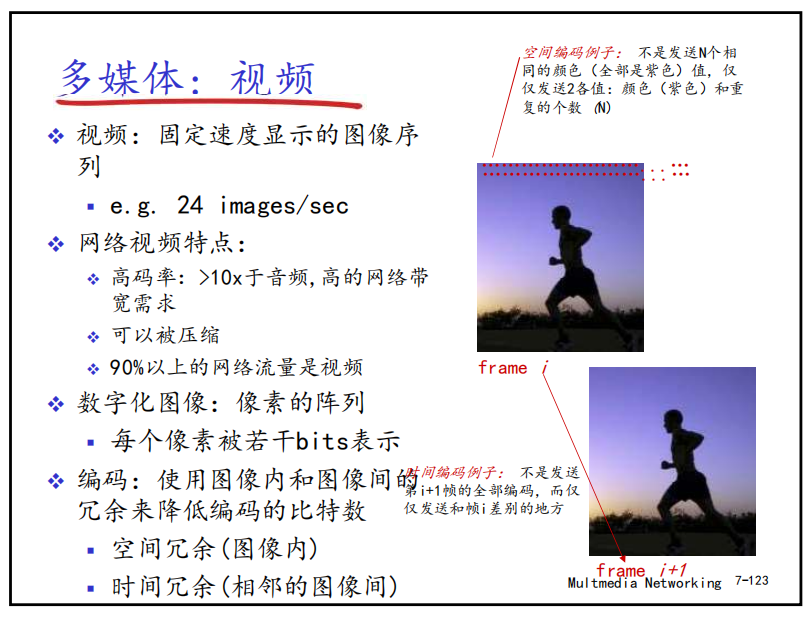 多媒体：视频
视频：固定速度显示的图像序
列
e.g. 24 images/sec
网络视频特点：
高码率：>10x于音频,高的网络带
宽需求
可以被压缩
90%以上的网络流量是视频
数字化图像：像素的阵列
每个像素被若干bits表示
编码：使用图像内和图像间的
冗余来降低编码的比特数
空间冗余(图像内)
时间冗余(相邻的图像间)
空间编码例子： 不是发送N个相
同的颜色（全部是紫色）值，仅
仅发送2各值：颜色（紫色）和重
复的个数 (N)
frame i
时间编码例子： 不是发送
第i+1帧的全部编码，而仅
仅发送和帧i差别的地方
frame i+1
Multmedia Networking 7-123